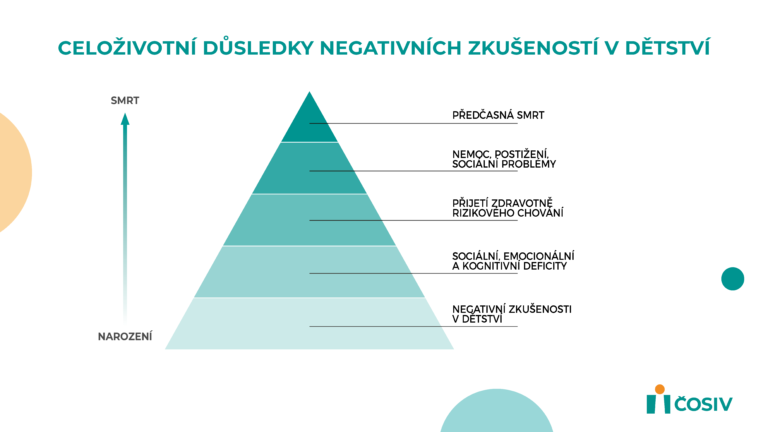 CELOŽIVOTNÍ DŮSLEDKY NEGATIVNÍCH ZKUŠENOSTÍ V DĚTSTVÍ
SMRT
PŘEDČASNÁ SMRT
NEMOC, POSTIŽENÍ,
SOCIÁLNÍ PROBLÉMY
PŘIJETÍ ZDRAVOTNĚ
RIZIKOVÉHO CHOVÁNÍ
SOCIÁLNÍ, EMOCIONÁLNÍ
A KOGNITIVNÍ DEFICITY
NEGATIVNÍ ZKUŠENOSTI
V DĚTSTVÍ
NAROZENÍ
ČOSIV